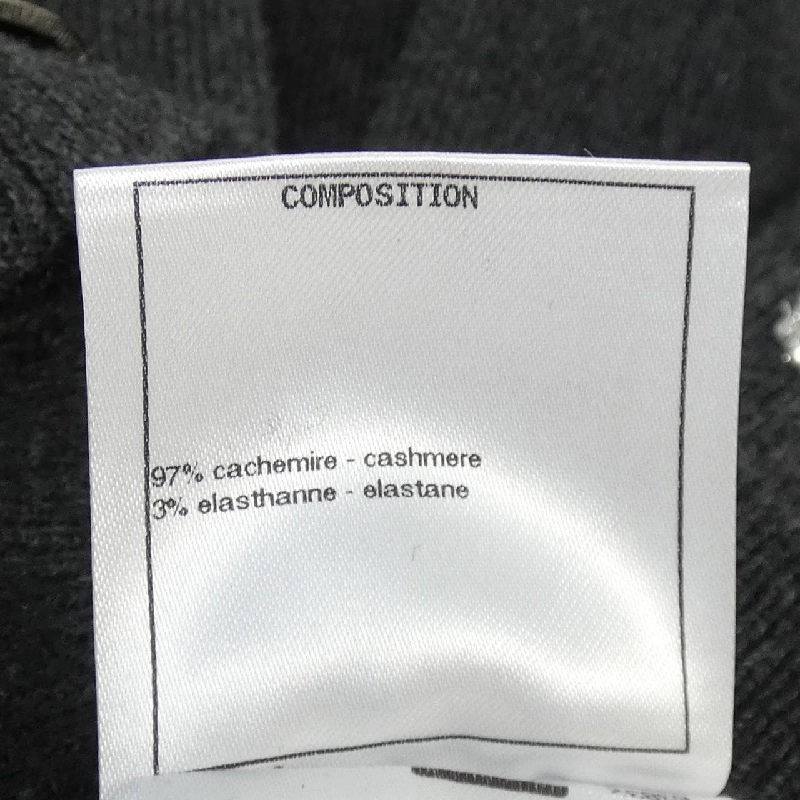 COMPOSITION
97% cachemire - cashmere
3% elasthanne - elastane